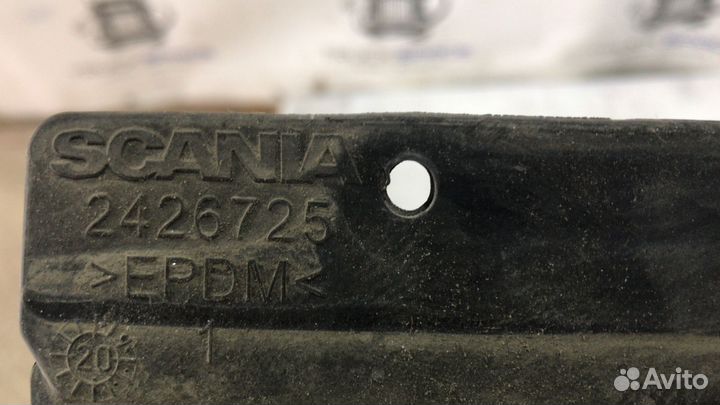 SCANIA
2426725
>EPDM<
20 1
Avito